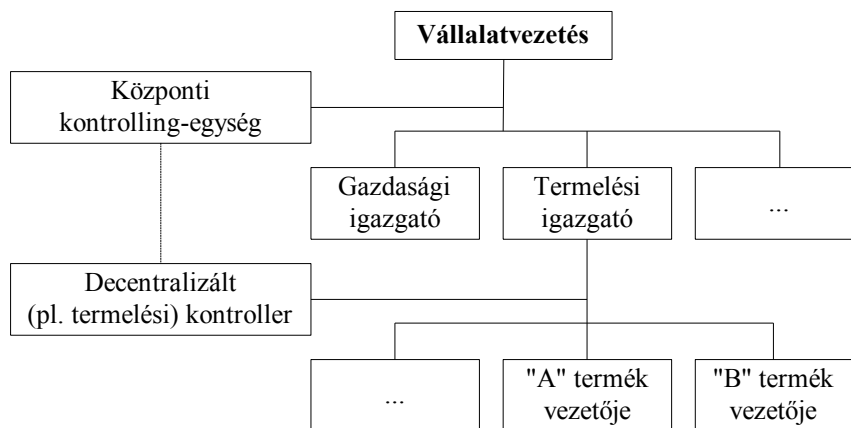 Vállalatvezetés
Központi
kontrolling-egység
Gazdasági
igazgató
Termelési
igazgató
...
Decentralizált
(pl. termelési) kontroller
...
"A" termék
vezetője
"B" termék
vezetője